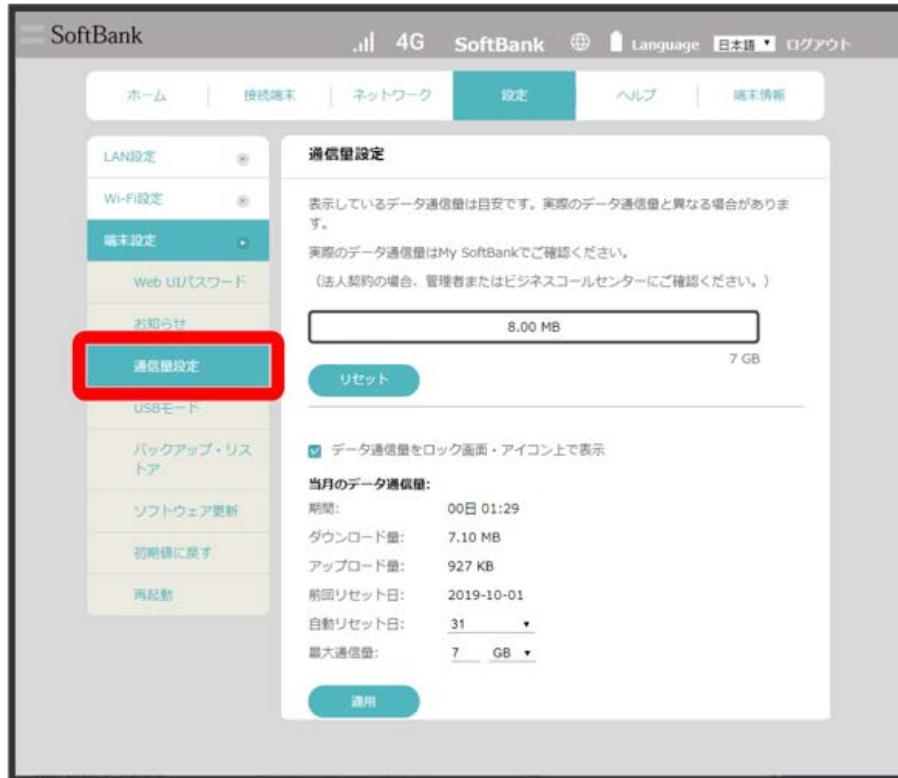 SoftBank
4G SoftBank Language 日本語 ログアウト
ホーム 接続端末 ネットワーク 設定 ヘルプ 端末情報
LAN設定
Wi-Fi設定
端末設定
Web UIパスワード
お知らせ
通信量設定
USBモード
バックアップ・リス
トア
ソフトウェア更新
初期値に戻す
再起動
通信量設定
表示しているデータ通信量は目安です。実際のデータ通信量と異なる場合がありま
す。
実際のデータ通信量はMy SoftBankでご確認ください。
(法人契約の場合、管理者またはビジネスコールセンターにご確認ください。)
8.00 MB
7 GB
リセット
データ通信量をロック画面・アイコン上で表示
当月のデータ通信量:
期間: 00日 01:29
ダウンロード量: 7.10 MB
アップロード量: 927 KB
前回リセット日: 2019-10-01
自動リセット日: 31
最大通信量: 7 GB
適用